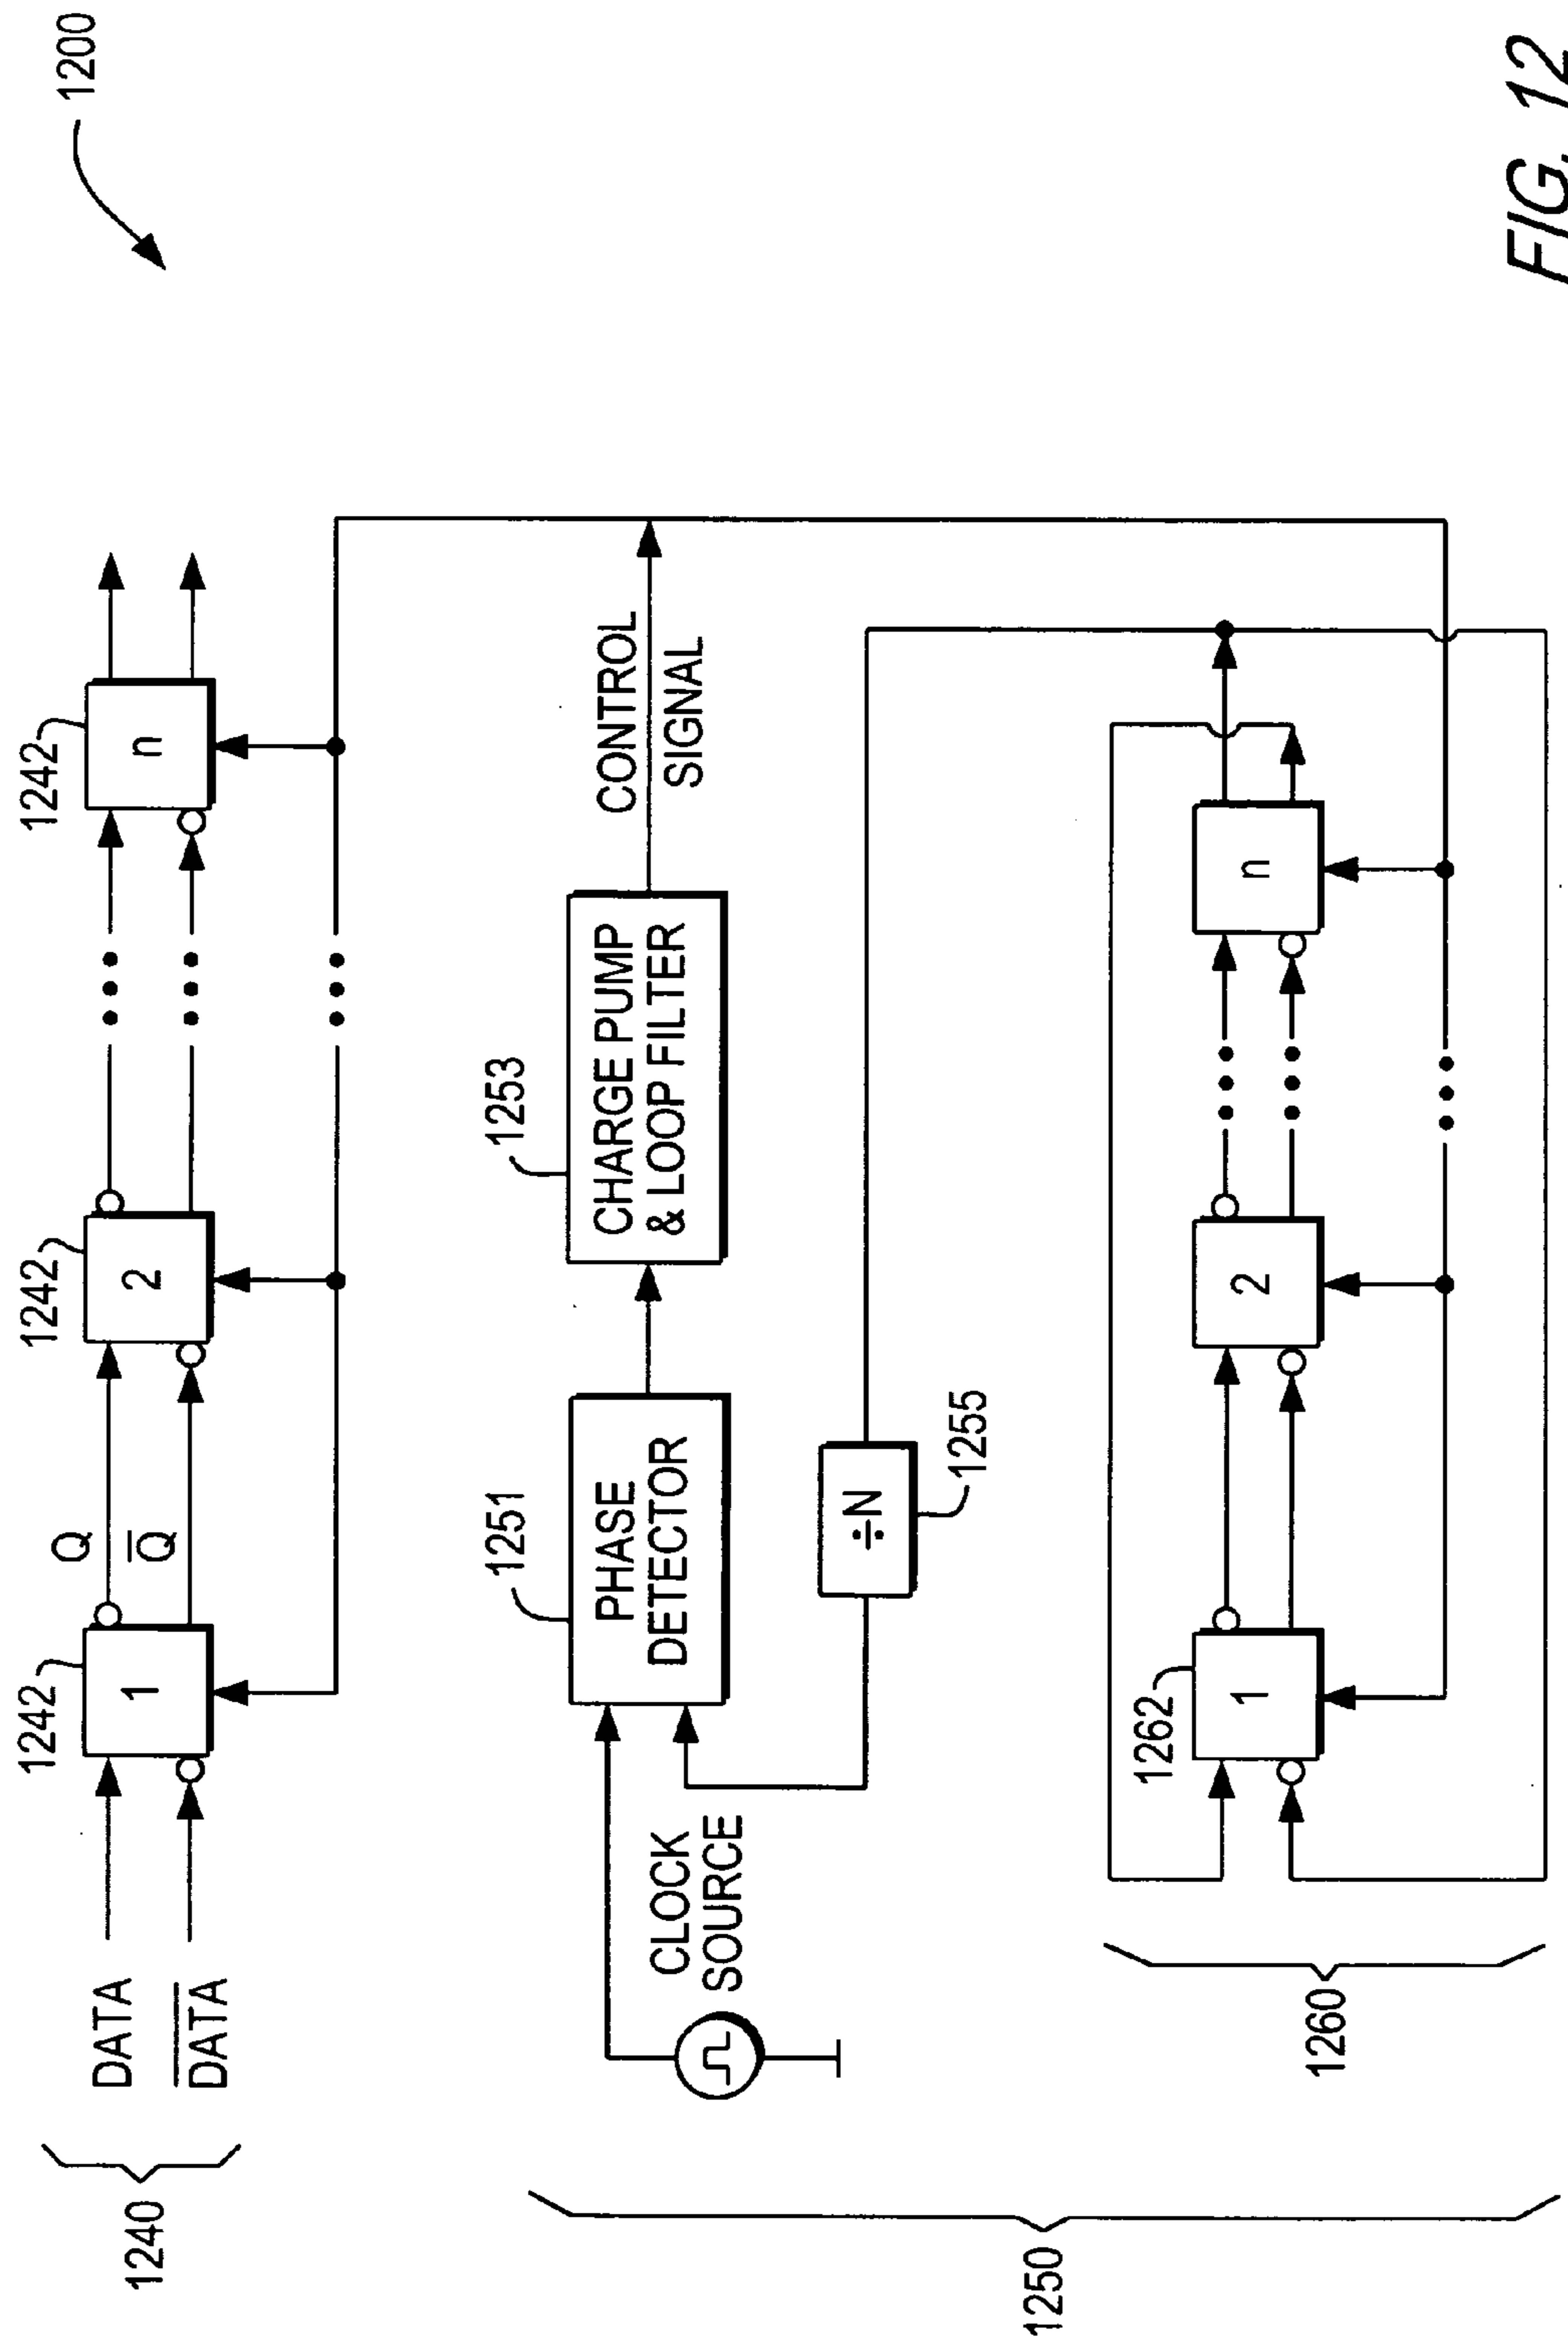 1200
1240
DATA
D̅A̅T̅A̅
1242
1
Q
Q̅
1242
2
1242
n
1250
CLOCK
SOURCE
1251
PHASE
DETECTOR
1253
CHARGE PUMP
& LOOP FILTER
CONTROL
SIGNAL
÷N
1255
1260
1262
1
2
n
FIG. 12